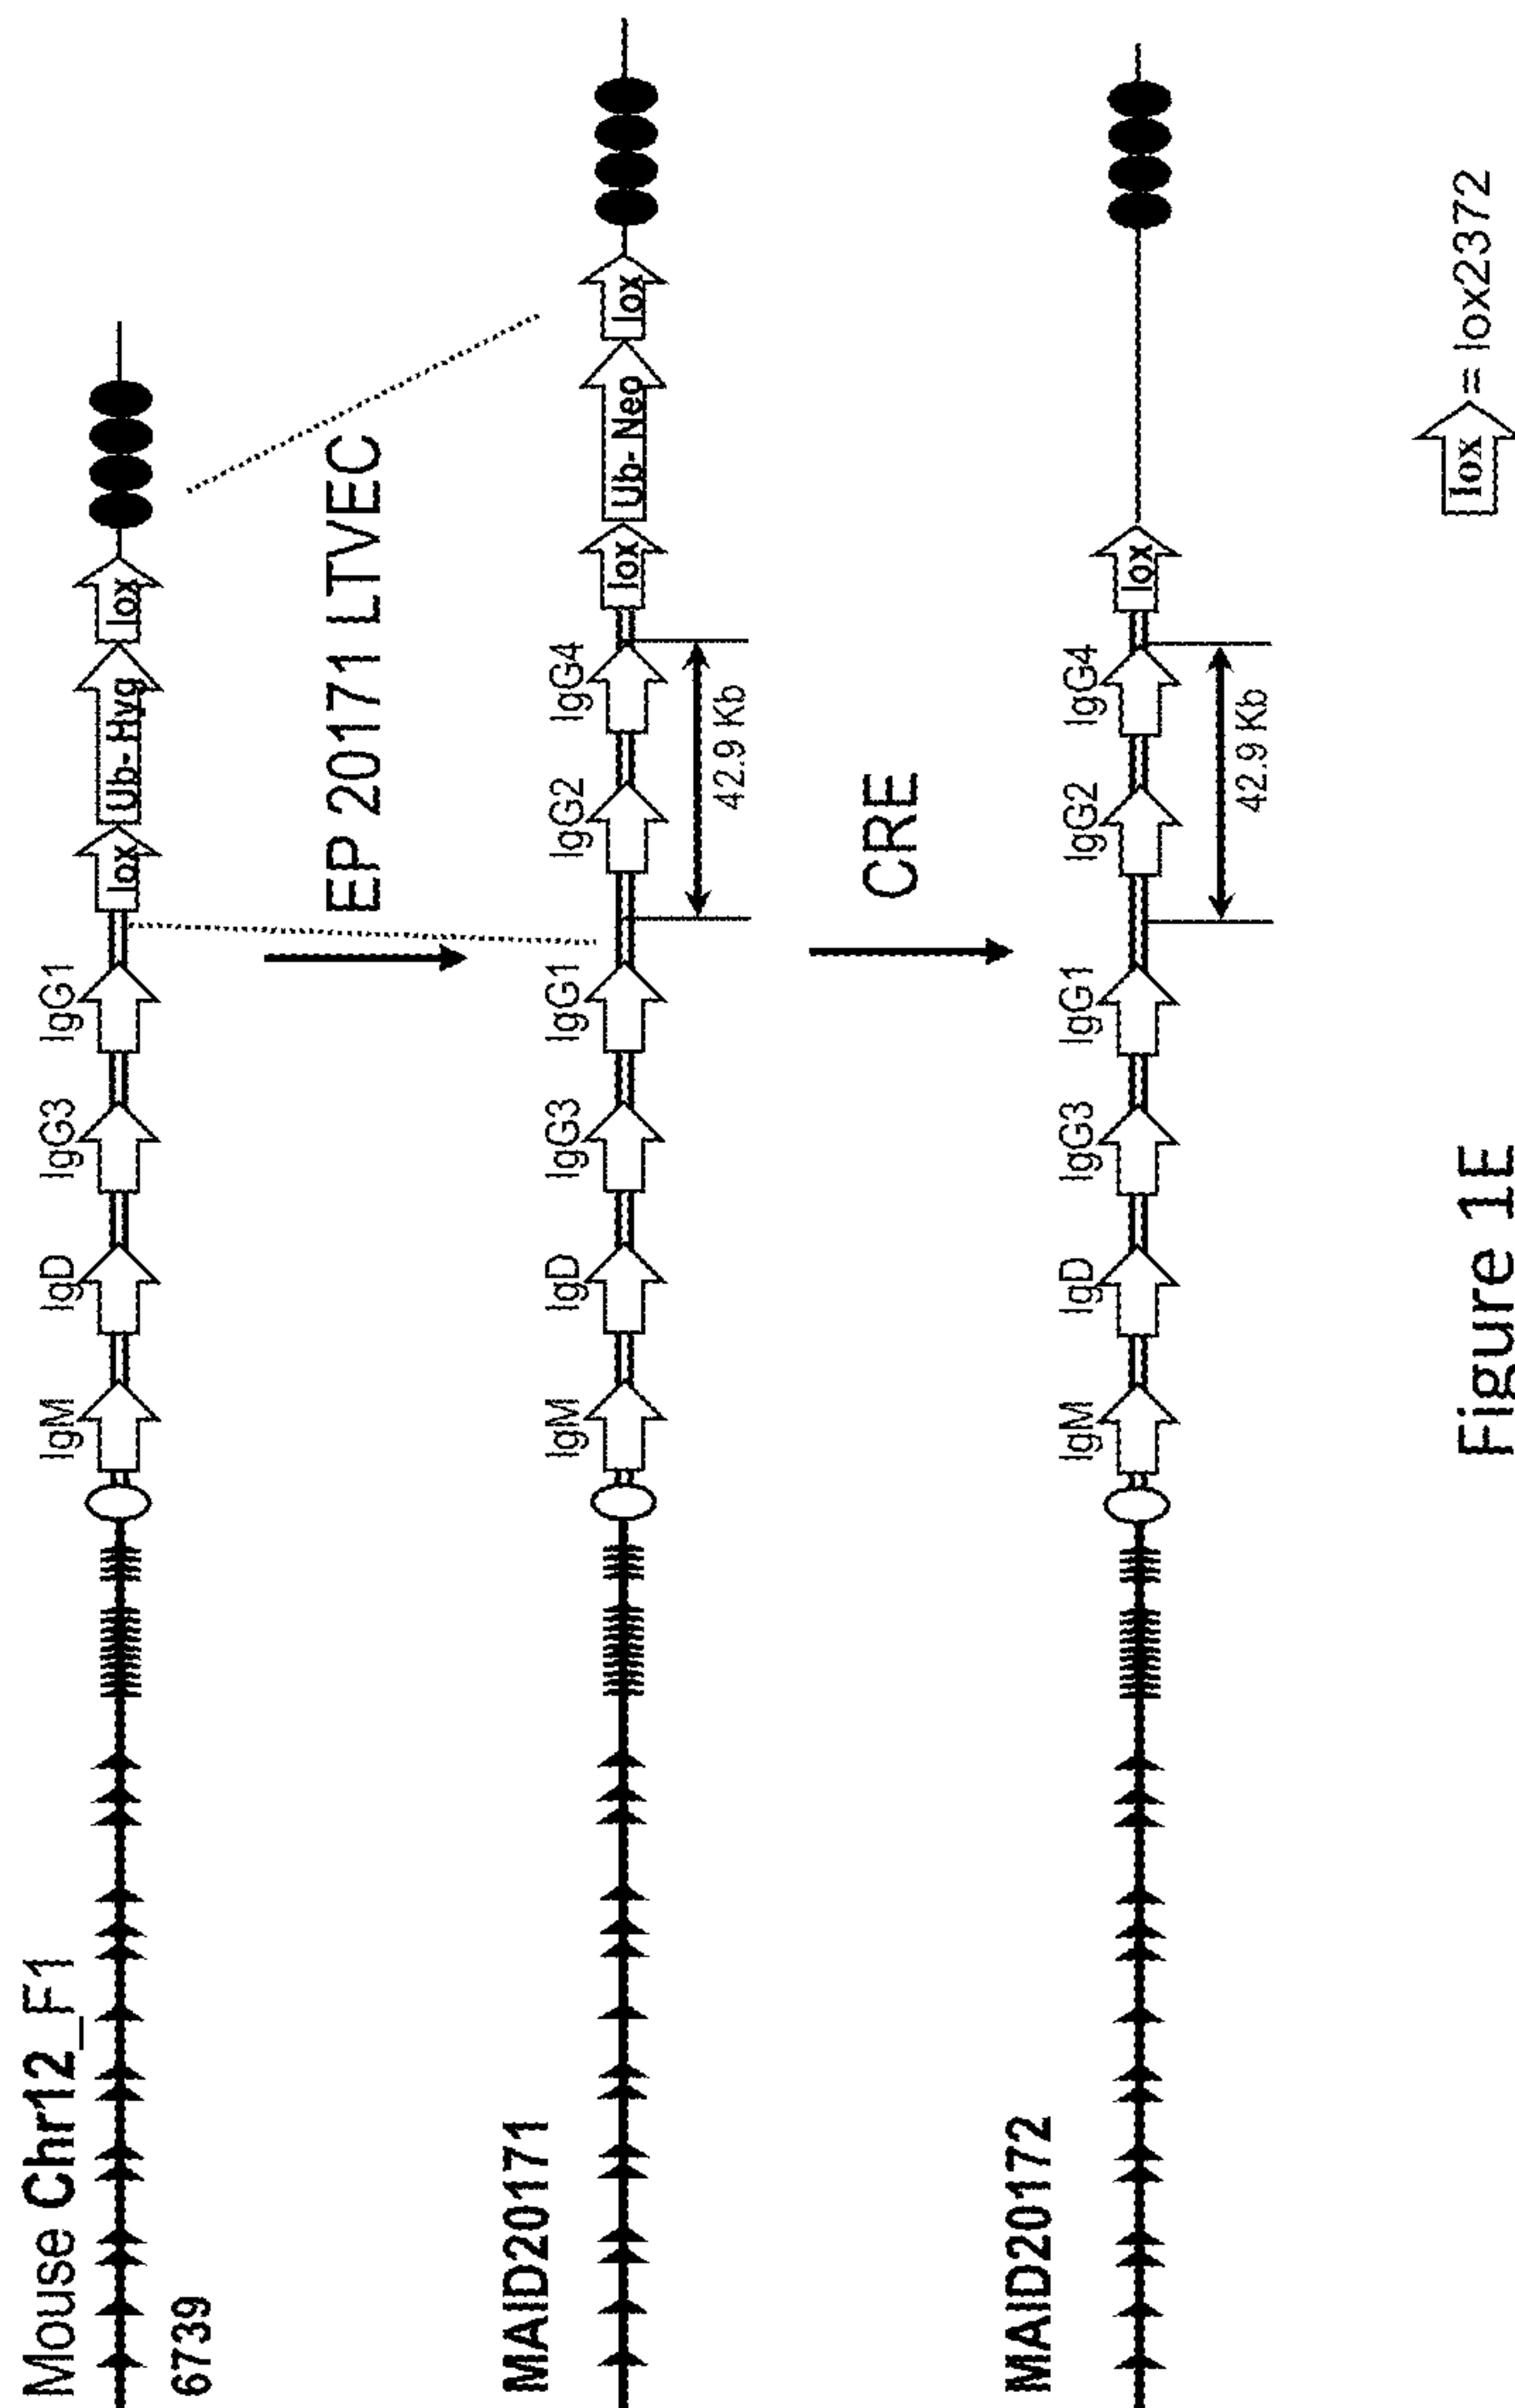 Mouse Chr12_F1
IgM IgD IgG3 IgG1
lox Ub- Hyg lox
6739
EP 20171 LTVEC
MAID20171
IgM IgD IgG3 IgG1 IgG2 IgG4
lox Ub- Neo lox
42.9 Kb
CRE
MAID20172
IgM IgD IgG3 IgG1 IgG2 IgG4
lox
42.9 Kb
lox = lox2372
Figure 1E